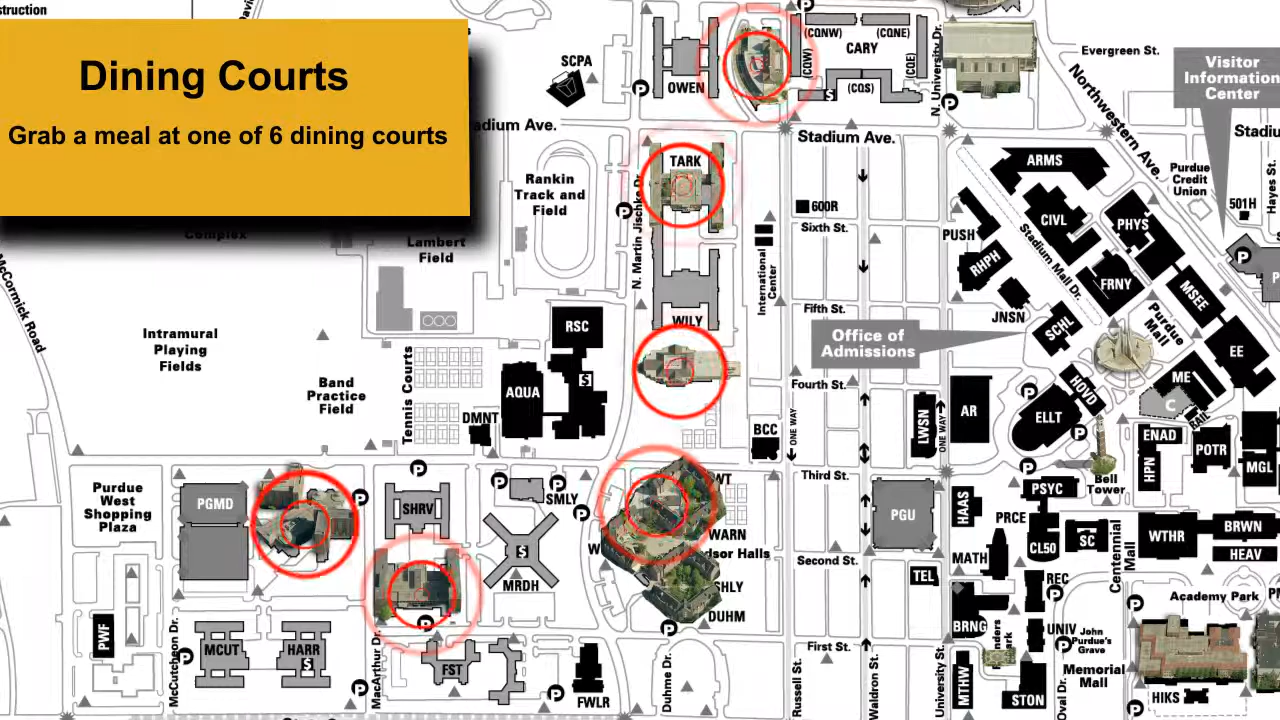 struction
Dining Courts
Grab a meal at one of 6 dining courts
Stadium Ave.
SCPA
OWEN
(CQNW)
(CQNE)
CARY
(CQW)
(CQE)
(CQS)
S
N. University Dr.
Evergreen St.
Northwestern Ave.
Visitor
Information
Center
Stadium Ave.
Purdue
Credit
Union
Hayes St.
501H
Rankin
Track and
Field
Complex
Lambert
Field
N. Martin Jischke Dr.
TARK
600R
Sixth St.
International
Center
WILY
Fifth St.
Fourth St.
ARMS
CIVL
PHYS
PUSH
RHPH
Stadium Mall Dr.
FRNY
MSEE
JNSN
SCHL
Purdue
Mall
EE
Office of
Admissions
ME
C
RAIL
HOVD
ELLT
AR
LWSN
ONE WAY
ONE WAY
BCC
McCormick Road
Intramural
Playing
Fields
Band
Practice
Field
Tennis Courts
RSC
S
AQUA
DMNT
ENAD
HPN
POTR
MGL
Bell
Tower
Third St.
PSYC
Purdue
West
Shopping
Plaza
PGMD
SHRV
SMLY
S
MRDH
WARN
SHLY
DUHM
PGU
HAAS
PRCE
CL50
SC
MATH
Centennial
Mall
WTHR
BRWN
HEAV
Second St.
TEL
REC
Academy Park
PWF
McCutcheon Dr.
MCUT
HARR
S
MacArthur Dr.
FST
FWLR
Duhme Dr.
Russell St.
First St.
Waldron St.
University St.
BRNG
UNIV
John
Purdue's
Grave
MTHW
STON
Oval Dr.
Memorial
Mall
HIKS